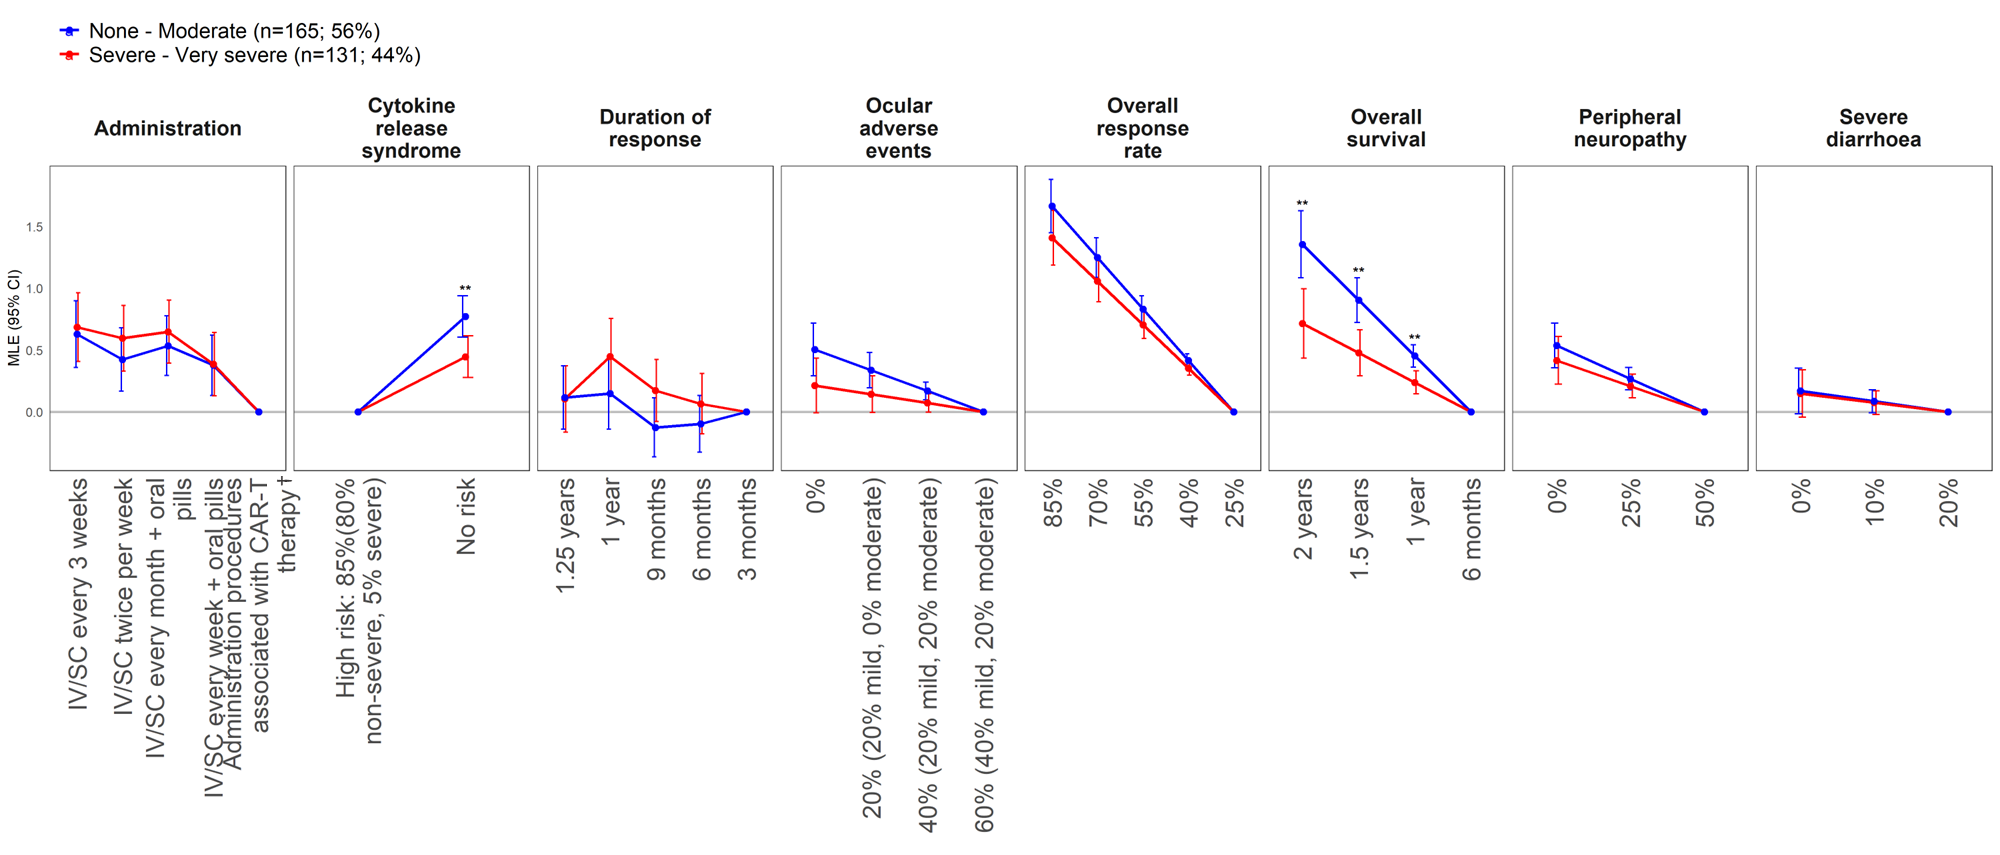 None - Moderate (n=165; 56%)
Severe - Very severe (n=131; 44%)
Administration
Cytokine
release
syndrome
Duration of
response
Ocular
adverse
events
Overall
response
rate
Overall
survival
Peripheral
neuropathy
Severe
diarrhoea
MLE (95% CI)
1.5
1.0
0.5
0.0
**
**
**
**
IV/SC every 3 weeks
IV/SC twice per week
IV/SC every month + oral
pills
IV/SC every week + oral pills
Administration procedures
associated with CAR-T
therapy†
High risk: 85%(80%
non-severe, 5% severe)
No risk
1.25 years
1 year
9 months
6 months
3 months
0%
20% (20% mild, 0% moderate)
40% (20% mild, 20% moderate)
60% (40% mild, 20% moderate)
85%
70%
55%
40%
25%
2 years
1.5 years
1 year
6 months
0%
25%
50%
0%
10%
20%